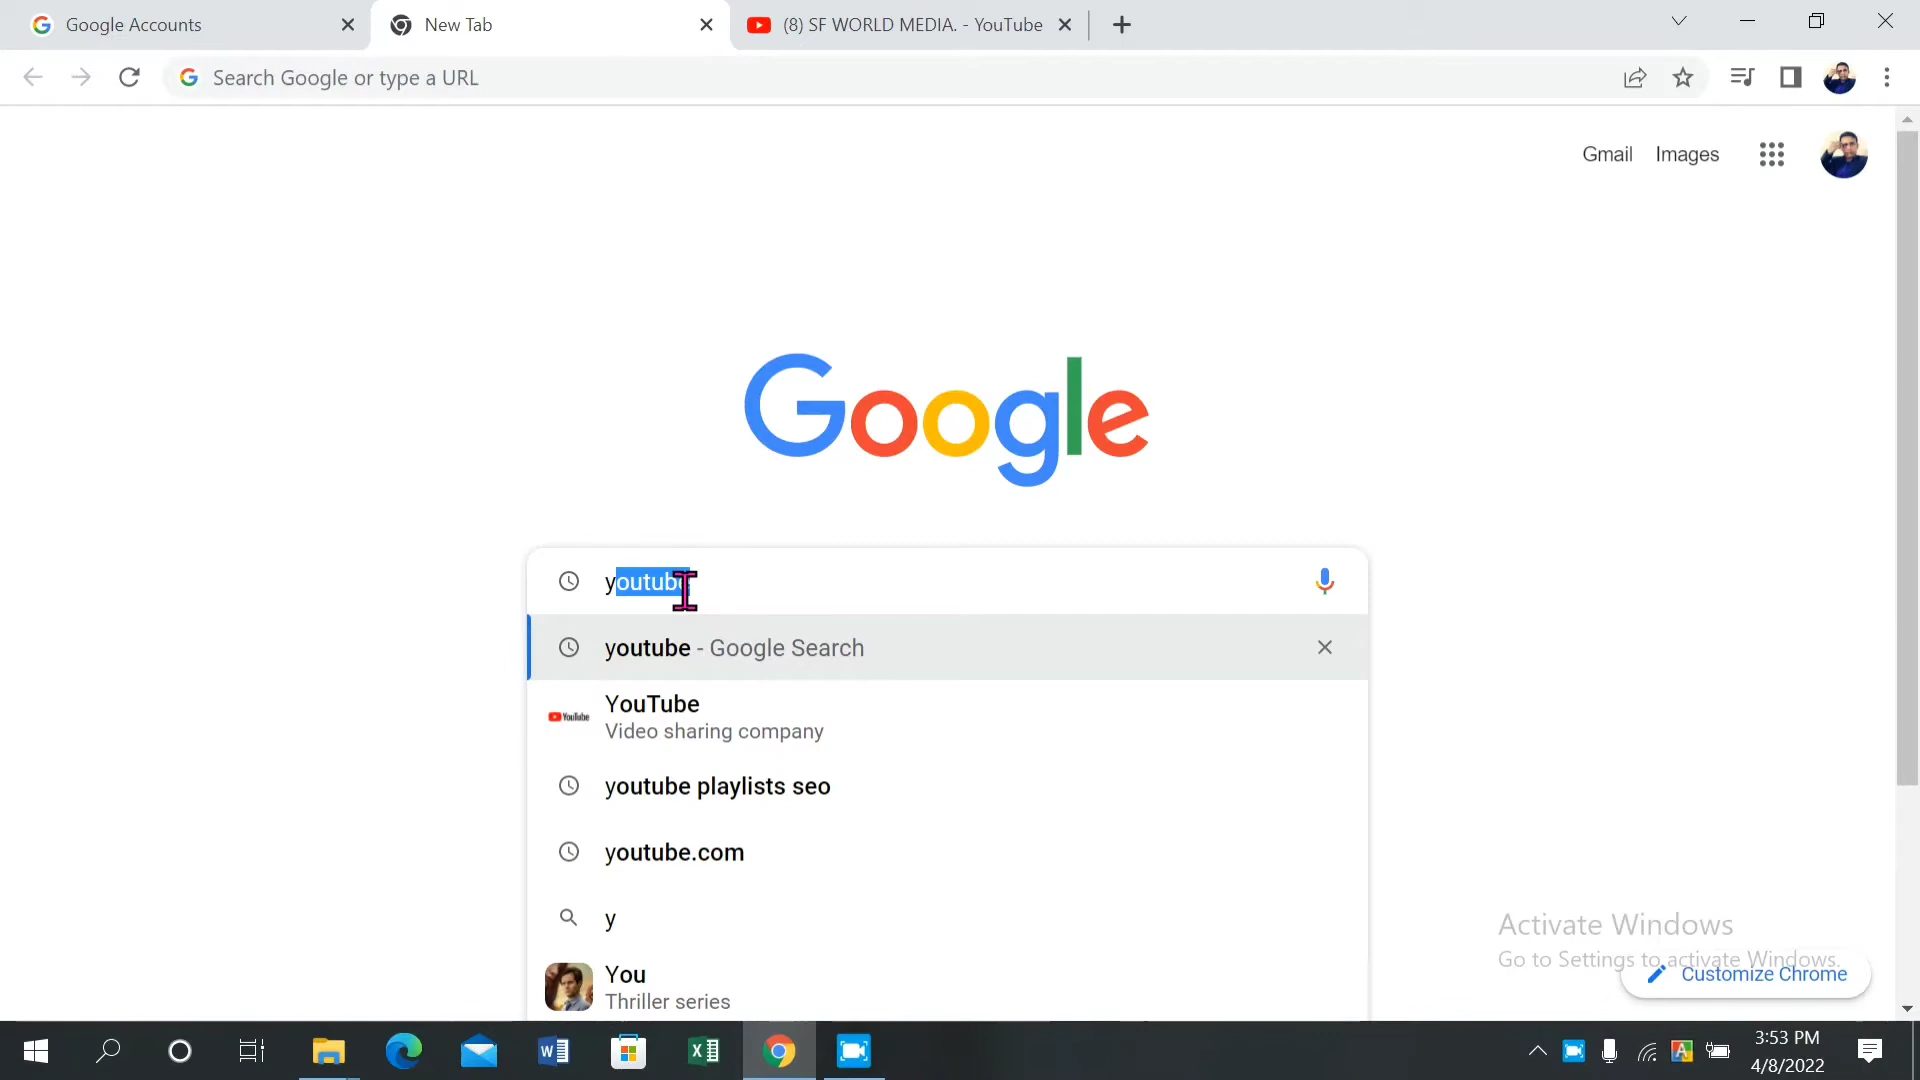 Google Accounts
New Tab
(8) SF WORLD MEDIA. - YouTube
Search Google or type a URL
Gmail Images
Google
youtube
youtube - Google Search
YouTube
YouTube
Video sharing company
youtube playlists seo
youtube.com
y
You
Thriller series
Activate Windows
Go to Settings to activate Windows.
Customize Chrome
3:53 PM
4/8/2022